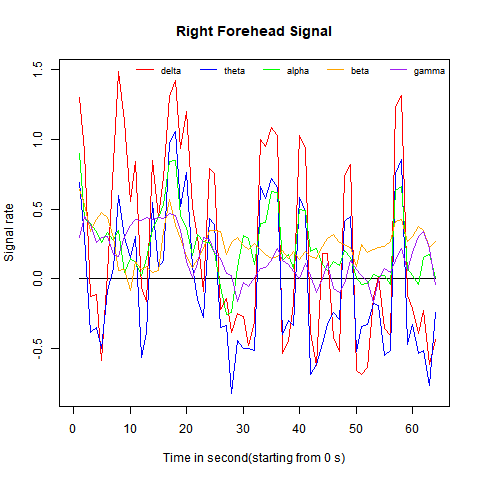 Right Forehead Signal
delta theta alpha beta gamma
Signal rate
1.5
1.0
0.5
0.0
-0.5
0 10 20 30 40 50 60
Time in second(starting from 0 s)